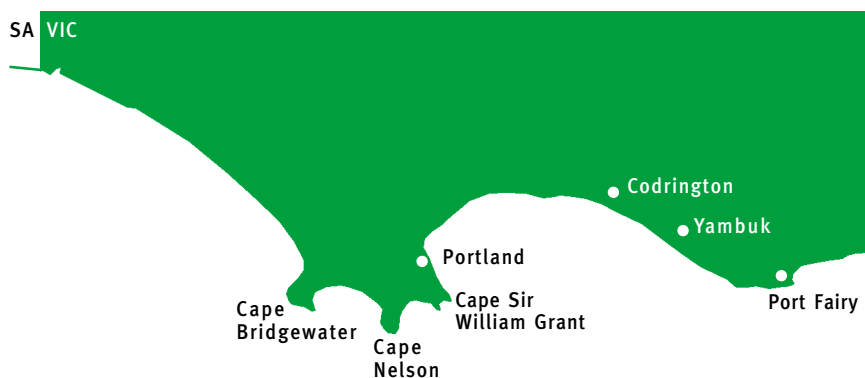 SA VIC
Codrington
Yambuk
Portland
Port Fairy
Cape
Bridgewater
Cape Sir
William Grant
Cape
Nelson